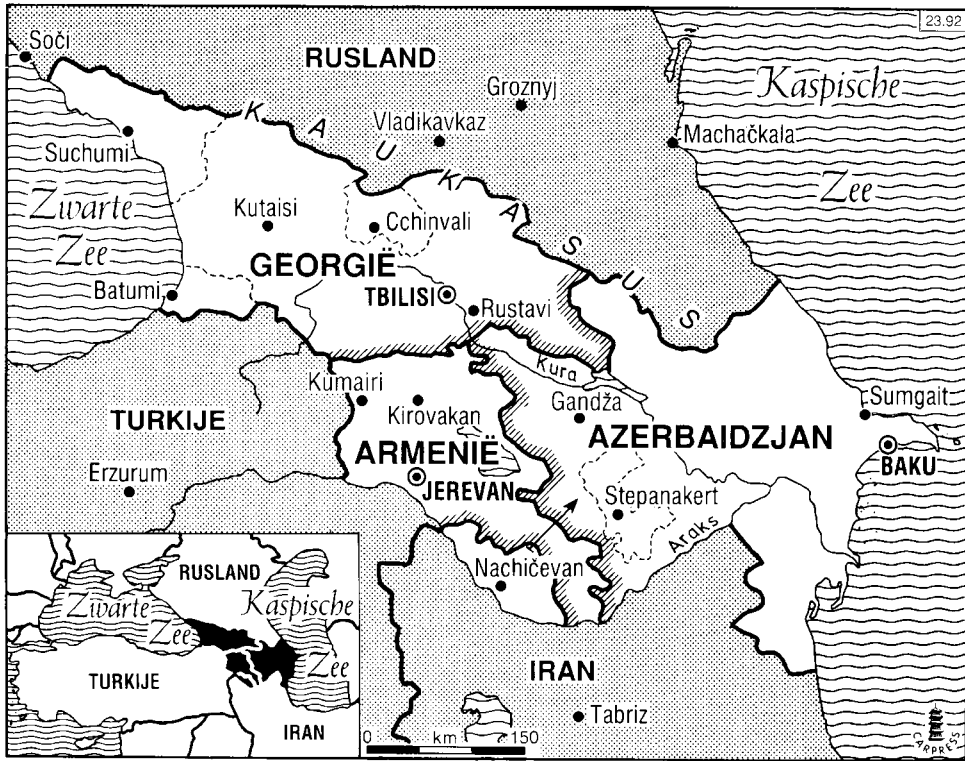 23.92
Soči
RUSLAND
Kaspische
Zee
Groznyj
Vladikavkaz
Machačkala
KAUKASUS
Suchumi
Zwarte
Zee
Kutaisi
Cchinvali
GEORGIË
Batumi
TBILISI
Rustavi
Kura
Kumairi
Kirovakan
Gandža
Sumgait
TURKIJE
ARMENIË
AZERBAIDZJAN
BAKU
Erzurum
JEREVAN
Stepanakert
Araks
Nachičevan
IRAN
Tabriz
RUSLAND
Zwarte
Zee
Kaspische
Zee
TURKIJE
IRAN
0 km 150
CARPRESS